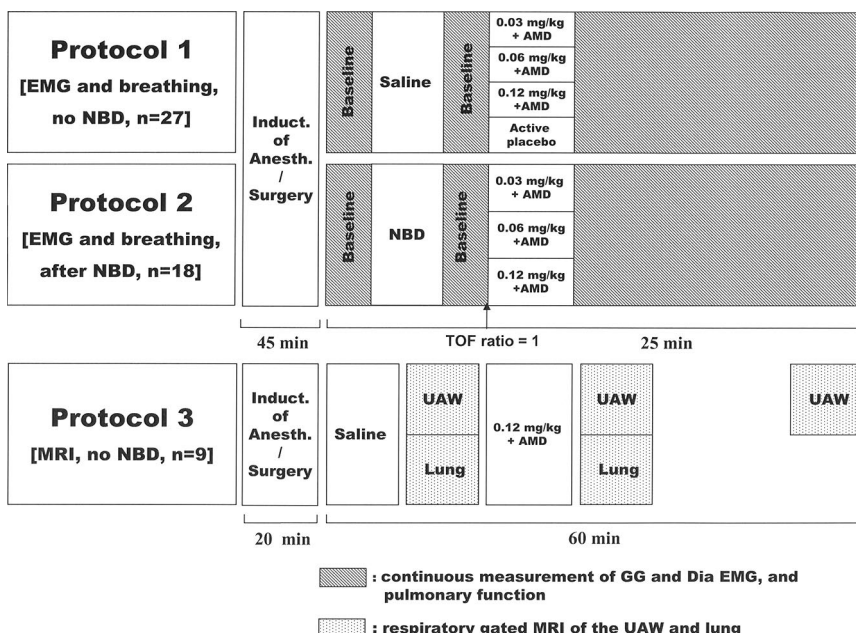 Protocol 1
[EMG and breathing,
no NBD, n=27]
Induct.
of
Anesth.
/
Surgery
Baseline
Saline
Baseline
0.03 mg/kg
+ AMD
0.06 mg/kg
+AMD
0.12 mg/kg
+AMD
Active
placebo
Protocol 2
[EMG and breathing,
after NBD, n=18]
Baseline
NBD
Baseline
0.03 mg/kg
+ AMD
0.06 mg/kg
+AMD
0.12 mg/kg
+AMD
45 min
TOF ratio = 1
25 min
Protocol 3
[MRI, no NBD, n=9]
Induct.
of
Anesth.
/
Surgery
Saline
UAW
Lung
0.12 mg/kg
+ AMD
UAW
Lung
UAW
20 min
60 min
: continuous measurement of GG and Dia EMG, and
pulmonary function
: respiratory gated MRI of the UAW and lung